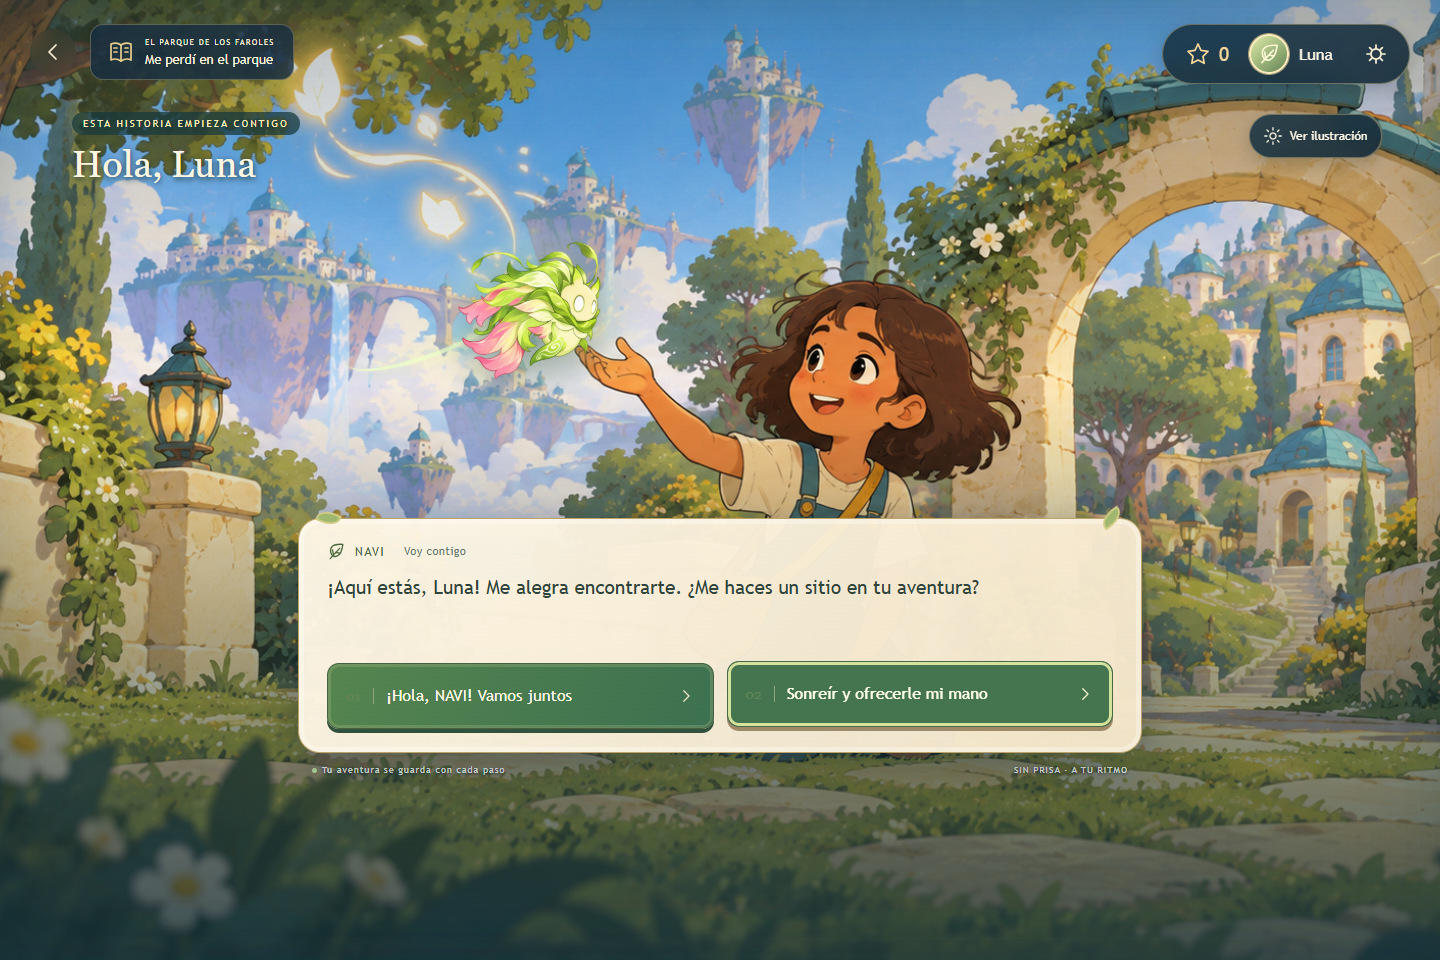 EL PARQUE DE LOS FAROLES
Me perdí en el parque
0
Luna
ESTA HISTORIA EMPIEZA CONTIGO
Hola, Luna
Ver ilustración
NAVI Voy contigo
¡Aquí estás, Luna! Me alegra encontrarte. ¿Me haces un sitio en tu aventura?
01 ¡Hola, NAVI! Vamos juntos
02 Sonreír y ofrecerle mi mano
Tu aventura se guarda con cada paso
SIN PRISA · A TU RITMO